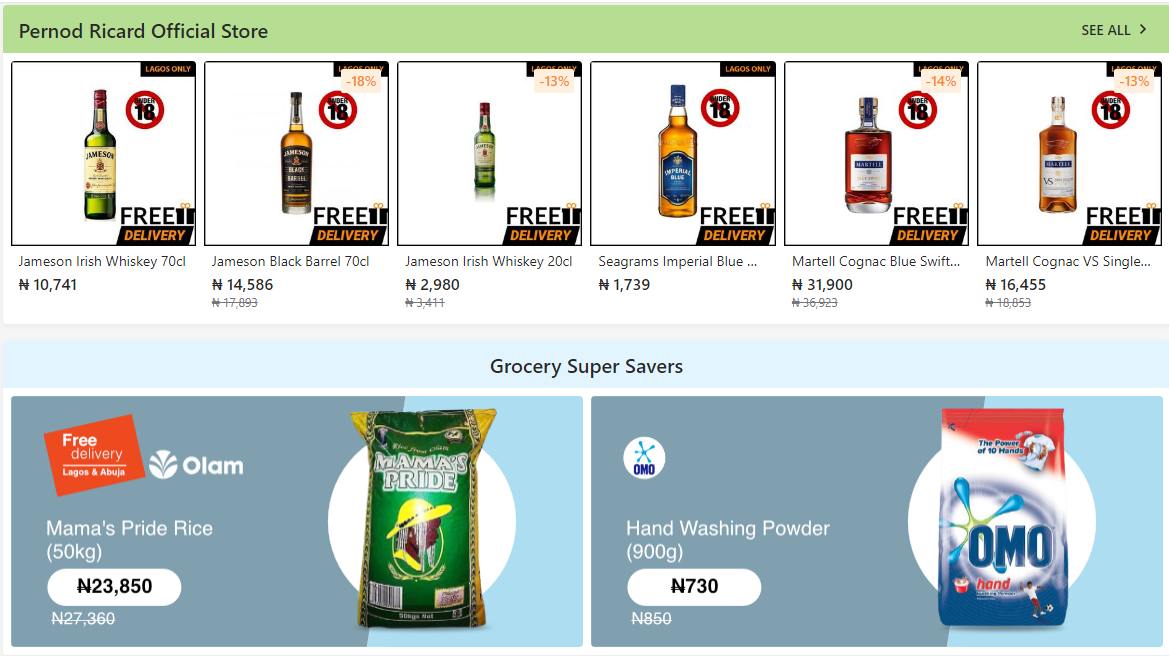 Pernod Ricard Official Store
SEE ALL
LAGOS ONLY
UNDER
18
JAMESON
FREE
DELIVERY
Jameson Irish Whiskey 70cl
₦ 10,741
LAGOS ONLY
-18%
UNDER
18
JAMESON
BLACK
BARREL
FREE
DELIVERY
Jameson Black Barrel 70cl
₦ 14,586
₦ 17,893
LAGOS ONLY
-13%
JAMESON
FREE
DELIVERY
Jameson Irish Whiskey 20cl
₦ 2,980
₦ 3,411
LAGOS ONLY
UNDER
18
IMPERIAL
BLUE
FREE
DELIVERY
Seagrams Imperial Blue ...
₦ 1,739
LAGOS ONLY
-14%
UNDER
18
MARTELL
FREE
DELIVERY
Martell Cognac Blue Swift...
₦ 31,900
₦ 36,923
LAGOS ONLY
-13%
UNDER
18
MARTELL
VS
FREE
DELIVERY
Martell Cognac VS Single...
₦ 16,455
₦ 18,853
Grocery Super Savers
Free
delivery
Lagos & Abuja
Olam
Mama's Pride Rice
(50kg)
₦23,850
₦27,360
MAMA'S
PRIDE
50kgs Net
OMO
Hand Washing Powder
(900g)
₦730
₦850
The Power
of 10 Hands
OMO
hand